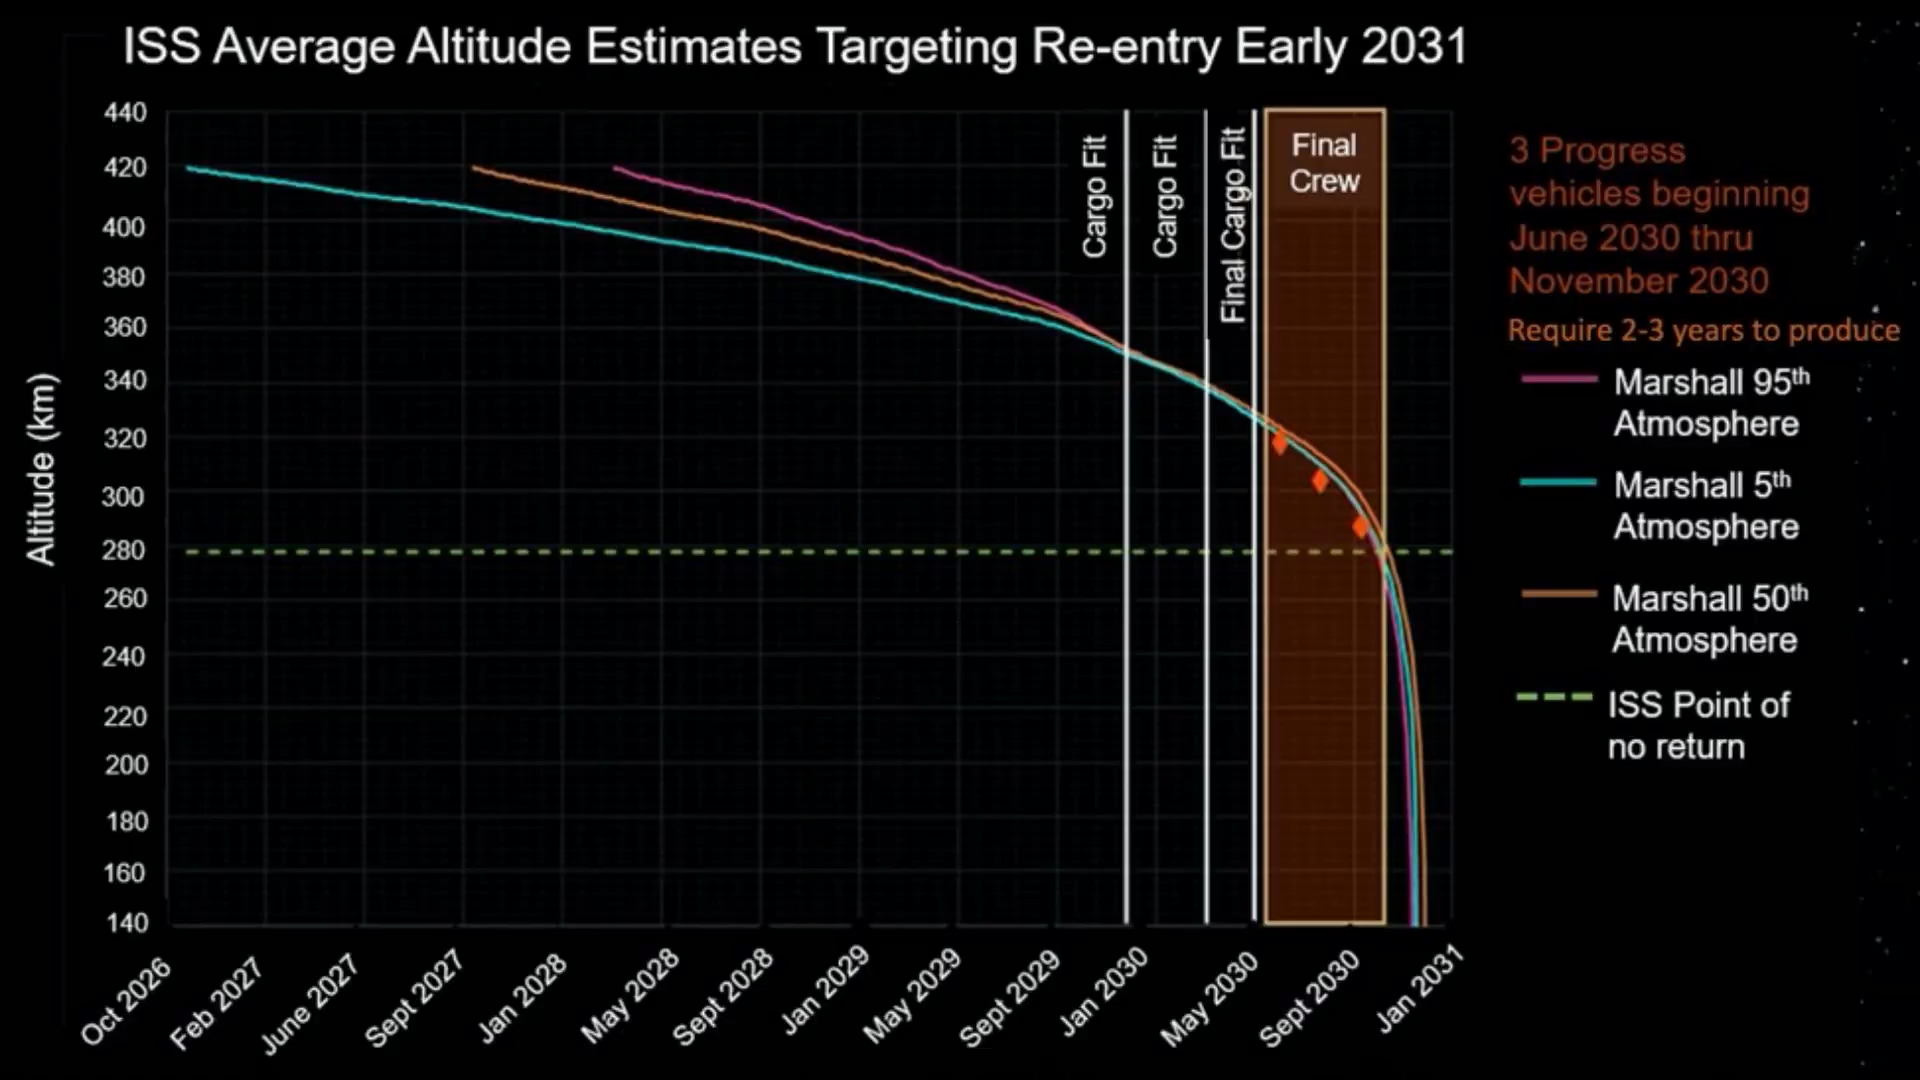 ISS Average Altitude Estimates Targeting Re-entry Early 2031
Altitude (km)
440
420
400
380
360
340
320
300
280
260
240
220
200
180
160
140
Oct 2026
Feb 2027
June 2027
Sept 2027
Jan 2028
May 2028
Sept 2028
Jan 2029
May 2029
Sept 2029
Jan 2030
May 2030
Sept 2030
Jan 2031
Cargo Fit
Cargo Fit
Final Cargo Fit
Final
Crew
3 Progress
vehicles beginning
June 2030 thru
November 2030
Require 2-3 years to produce
Marshall 95th
Atmosphere
Marshall 5th
Atmosphere
Marshall 50th
Atmosphere
ISS Point of
no return